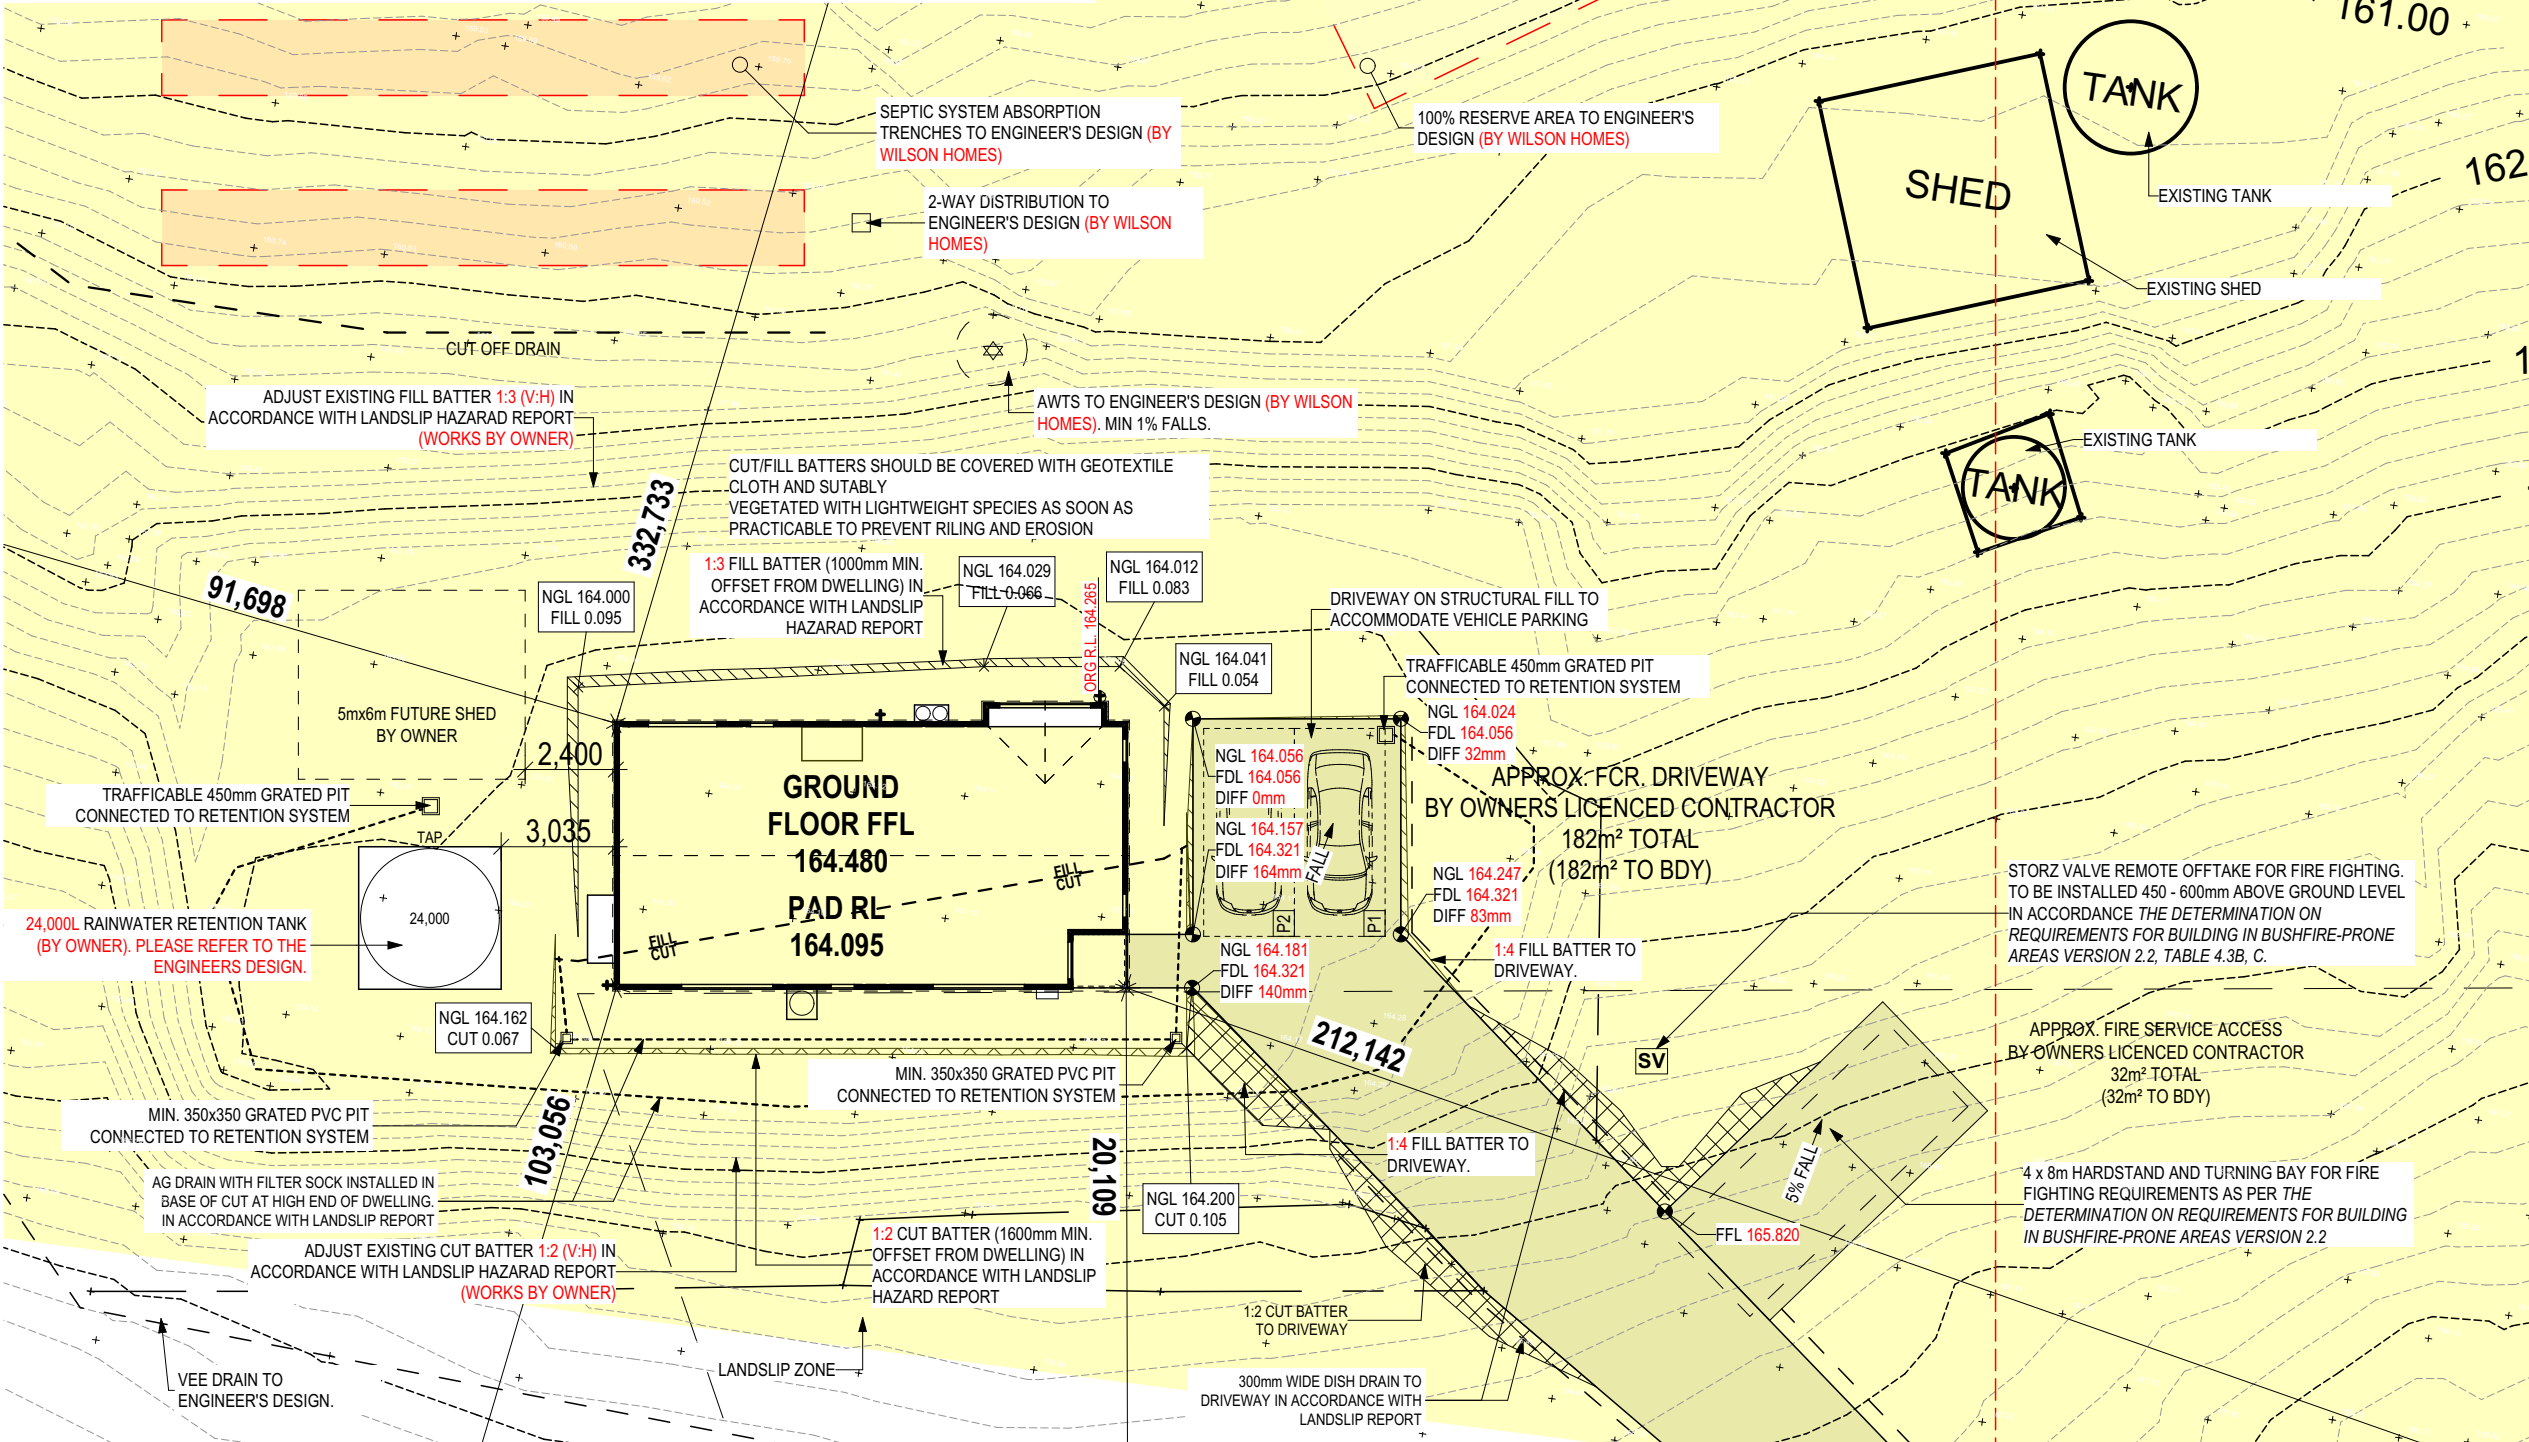 161.00
TANK
SEPTIC SYSTEM ABSORPTION
TRENCHES TO ENGINEER'S DESIGN (BY
WILSON HOMES)
100% RESERVE AREA TO ENGINEER'S
DESIGN (BY WILSON HOMES)
162
SHED
EXISTING TANK
2-WAY DISTRIBUTION TO
ENGINEER'S DESIGN (BY WILSON
HOMES)
EXISTING SHED
CUT OFF DRAIN
ADJUST EXISTING FILL BATTER 1:3 (V:H) IN
ACCORDANCE WITH LANDSLIP HAZARAD REPORT
(WORKS BY OWNER)
AWTS TO ENGINEER'S DESIGN (BY WILSON
HOMES). MIN 1% FALLS.
EXISTING TANK
TANK
CUT/FILL BATTERS SHOULD BE COVERED WITH GEOTEXTILE
CLOTH AND SUTABLY
VEGETATED WITH LIGHTWEIGHT SPECIES AS SOON AS
PRACTICABLE TO PREVENT RILING AND EROSION
332,733
91,698
NGL 164.000
FILL 0.095
1:3 FILL BATTER (1000mm MIN.
OFFSET FROM DWELLING) IN
ACCORDANCE WITH LANDSLIP
HAZARAD REPORT
NGL 164.029
FILL 0.066
NGL 164.012
FILL 0.083
ORG R.L. 164.265
DRIVEWAY ON STRUCTURAL FILL TO
ACCOMMODATE VEHICLE PARKING
NGL 164.041
FILL 0.054
TRAFFICABLE 450mm GRATED PIT
CONNECTED TO RETENTION SYSTEM
5mx6m FUTURE SHED
BY OWNER
2,400
NGL 164.024
FDL 164.056
DIFF 32mm
NGL 164.056
FDL 164.056
DIFF 0mm
GROUND
FLOOR FFL
164.480
PAD RL
164.095
APPROX. FCR. DRIVEWAY
BY OWNERS LICENCED CONTRACTOR
182m² TOTAL
(182m² TO BDY)
TRAFFICABLE 450mm GRATED PIT
CONNECTED TO RETENTION SYSTEM
TAP
3,035
NGL 164.157
FDL 164.321
DIFF 164mm
FALL
FILL
CUT
NGL 164.247
FDL 164.321
DIFF 83mm
P2
P1
24,000
24,000L RAINWATER RETENTION TANK
(BY OWNER). PLEASE REFER TO THE
ENGINEERS DESIGN.
FILL
CUT
NGL 164.181
FDL 164.321
DIFF 140mm
1:4 FILL BATTER TO
DRIVEWAY.
STORZ VALVE REMOTE OFFTAKE FOR FIRE FIGHTING.
TO BE INSTALLED 450 - 600mm ABOVE GROUND LEVEL
IN ACCORDANCE THE DETERMINATION ON
REQUIREMENTS FOR BUILDING IN BUSHFIRE-PRONE
AREAS VERSION 2.2, TABLE 4.3B, C.
NGL 164.162
CUT 0.067
212,142
SV
APPROX. FIRE SERVICE ACCESS
BY OWNERS LICENCED CONTRACTOR
32m² TOTAL
(32m² TO BDY)
MIN. 350x350 GRATED PVC PIT
CONNECTED TO RETENTION SYSTEM
MIN. 350x350 GRATED PVC PIT
CONNECTED TO RETENTION SYSTEM
103,056
20,109
1:4 FILL BATTER TO
DRIVEWAY.
5% FALL
AG DRAIN WITH FILTER SOCK INSTALLED IN
BASE OF CUT AT HIGH END OF DWELLING.
IN ACCORDANCE WITH LANDSLIP REPORT
NGL 164.200
CUT 0.105
4 x 8m HARDSTAND AND TURNING BAY FOR FIRE
FIGHTING REQUIREMENTS AS PER THE
DETERMINATION ON REQUIREMENTS FOR BUILDING
IN BUSHFIRE-PRONE AREAS VERSION 2.2
FFL 165.820
ADJUST EXISTING CUT BATTER 1:2 (V:H) IN
ACCORDANCE WITH LANDSLIP HAZARAD REPORT
(WORKS BY OWNER)
1:2 CUT BATTER (1600mm MIN.
OFFSET FROM DWELLING) IN
ACCORDANCE WITH LANDSLIP
HAZARD REPORT
1:2 CUT BATTER
TO DRIVEWAY
LANDSLIP ZONE
VEE DRAIN TO
ENGINEER'S DESIGN.
300mm WIDE DISH DRAIN TO
DRIVEWAY IN ACCORDANCE WITH
LANDSLIP REPORT